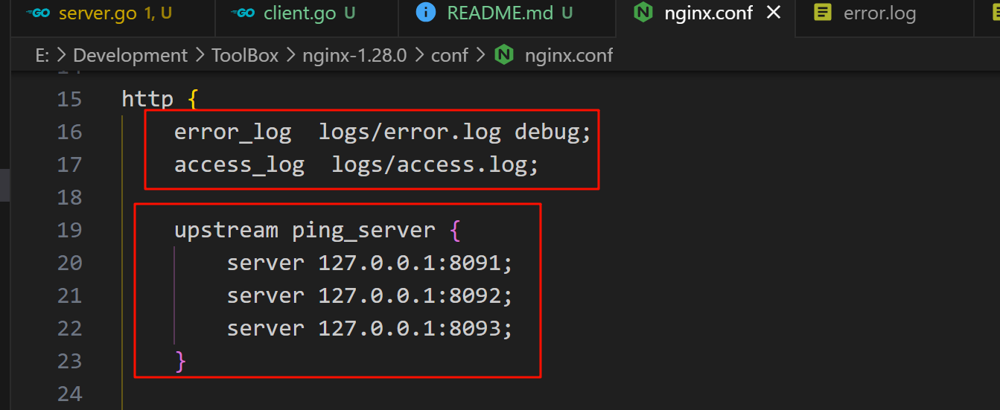 server.go 1, U client.go U README.md U nginx.conf error.log
E: > Development > ToolBox > nginx-1.28.0 > conf > nginx.conf
15 http {
16 error_log  logs/error.log debug;
17 access_log  logs/access.log;
18
19 upstream ping_server {
20 server 127.0.0.1:8091;
21 server 127.0.0.1:8092;
22 server 127.0.0.1:8093;
23 }
24